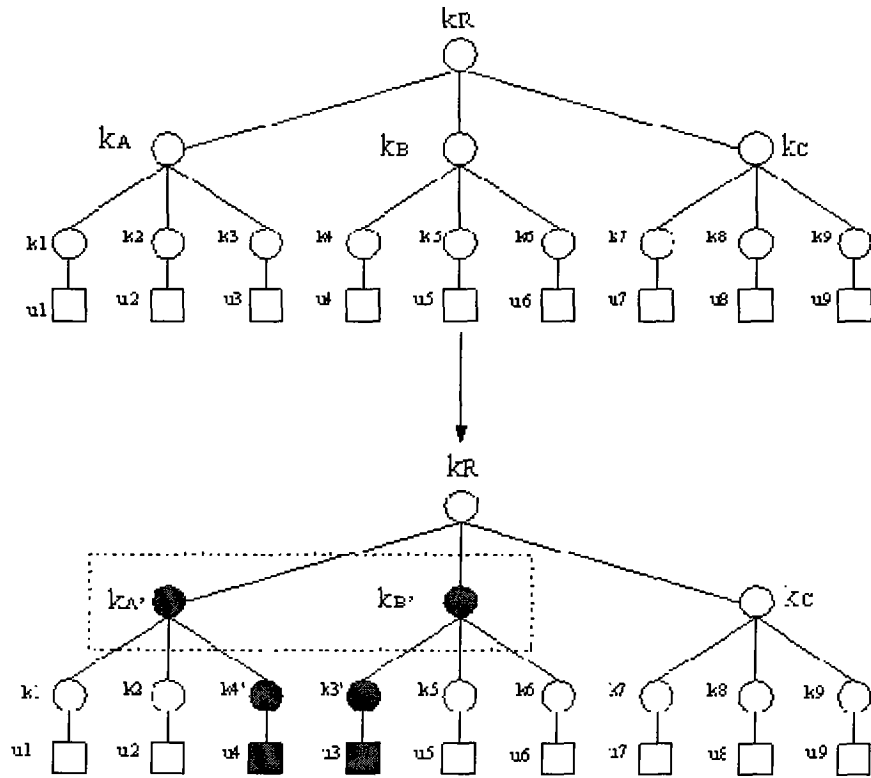 kR
kA kB kC
k1 k2 k3 k4 k5 k6 k7 k8 k9
u1 u2 u3 u4 u5 u6 u7 u8 u9
kR
kA' kB' kC
k1 k2 k4' k3' k5 k6 k7 k8 k9
u1 u2 u4 u3 u5 u6 u7 u8 u9